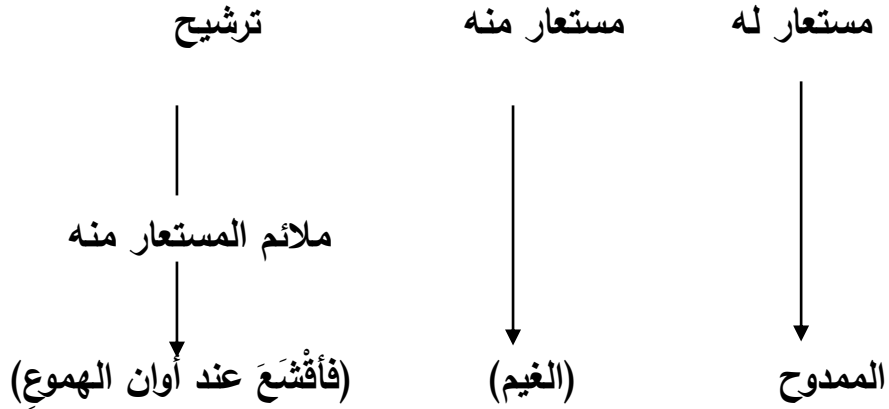 مستعار له مستعار منه ترشيح
ملائم المستعار منه
الممدوح (الغيم) (فأقْشَعَ عند أوان الهموعِ)